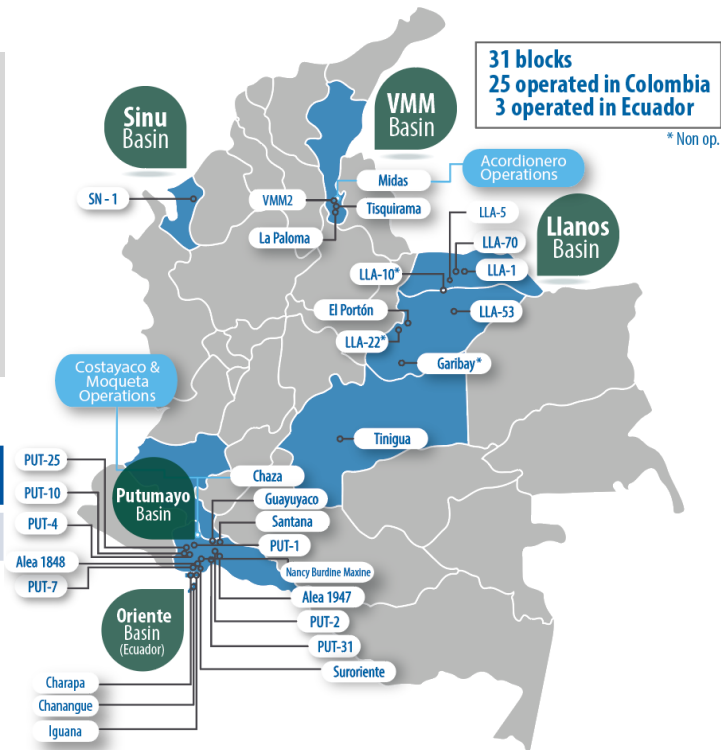 31 blocks
25 operated in Colombia
3 operated in Ecuador
* Non op.
Sinu
Basin
VMM
Basin
Acordionero
Operations
Midas
SN - 1
VMM2
Tisquirama
La Paloma
LLA-5
Llanos
Basin
LLA-70
LLA-10*
LLA-1
El Portón
LLA-53
LLA-22*
Garibay*
Costayaco &
Moqueta
Operations
Tinigua
PUT-25
Chaza
PUT-10
Putumayo
Basin
Guayuyaco
PUT-4
Santana
PUT-1
Alea 1848
Nancy Burdine Maxine
PUT-7
Alea 1947
Oriente
Basin
(Ecuador)
PUT-2
PUT-31
Suroriente
Charapa
Chanangue
Iguana